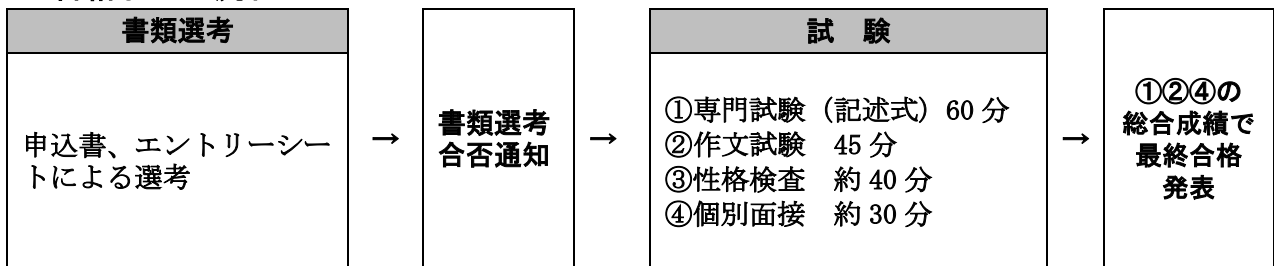 書類選考
申込書、エントリーシー
トによる選考
→
書類選考
合否通知
→
試　験
①専門試験（記述式）60 分
②作文試験　45 分
③性格検査　約 40 分
④個別面接　約 30 分
→
①②④の
総合成績で
最終合格
発表